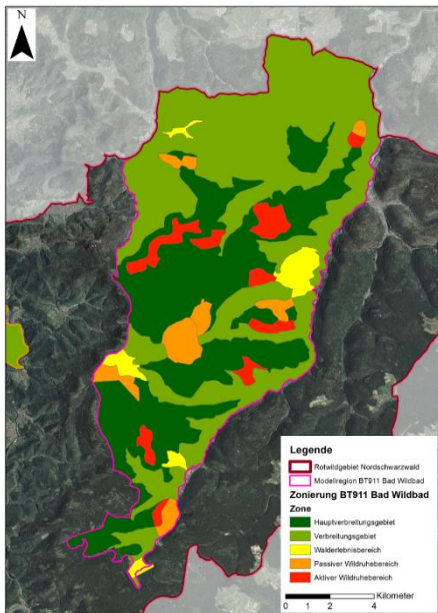 N
Legende
Rotwildgebiet Nordschwarzwald
Modellregion BT911 Bad Wildbad
Zonierung BT911 Bad Wildbad
Zone
Hauptverbreitungsgebiet
Verbreitungsgebiet
Walderlebnisbereich
Passiver Wildruhebereich
Aktiver Wildruhebereich
Kilometer
0 1 2 4